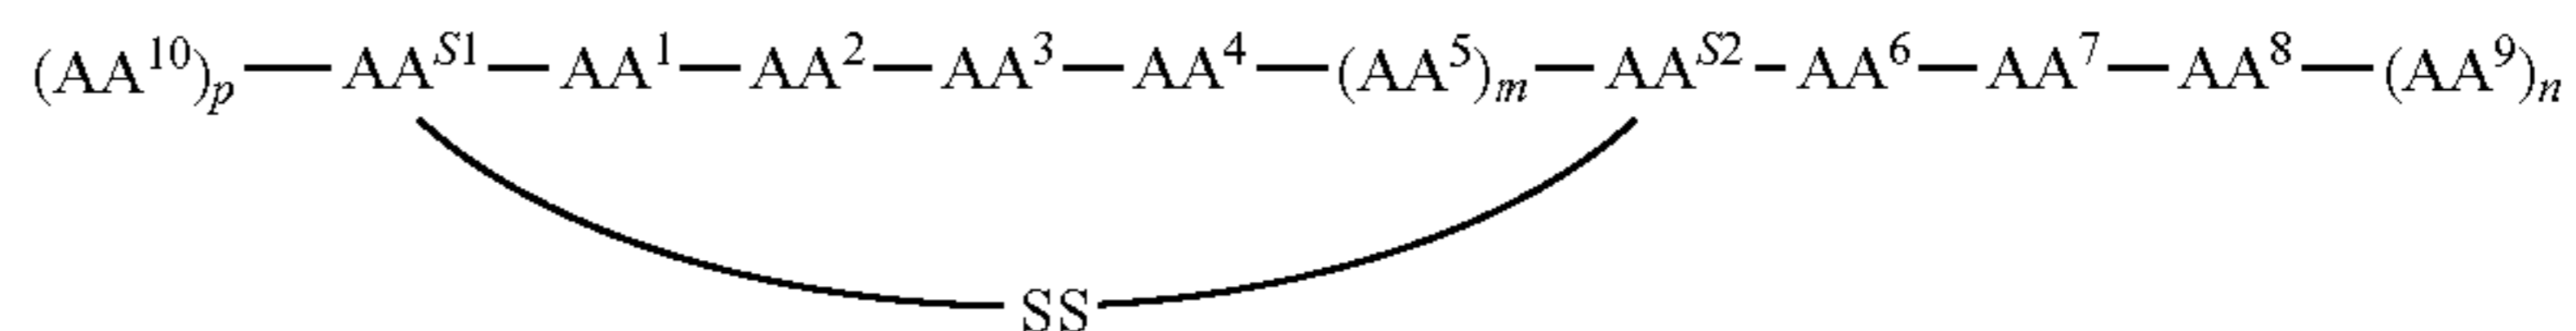 (AA¹⁰)ₚ—AAˢ¹—AA¹—AA²—AA³—AA⁴—(AA⁵)ₘ—AAˢ²–AA⁶—AA⁷—AA⁸—(AA⁹)ₙ
SS